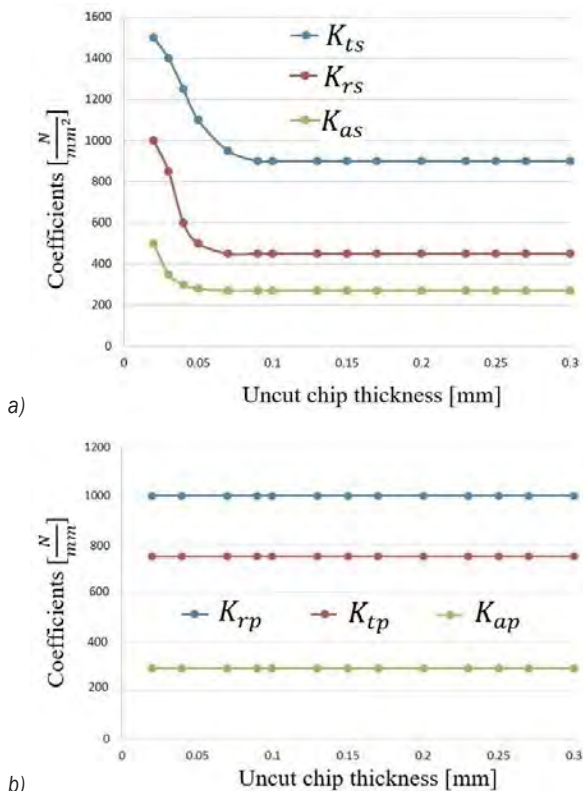 1600
1400
1200
1000
800
600
400
200
0
Coefficients [N/mm²]
K_ts
K_rs
K_as
0 0.05 0.1 0.15 0.2 0.25 0.3
Uncut chip thickness [mm]
a)
1200
1000
800
600
400
200
0
Coefficients [N/mm]
K_rp K_tp K_ap
0 0.05 0.1 0.15 0.2 0.25 0.3
Uncut chip thickness [mm]
b)